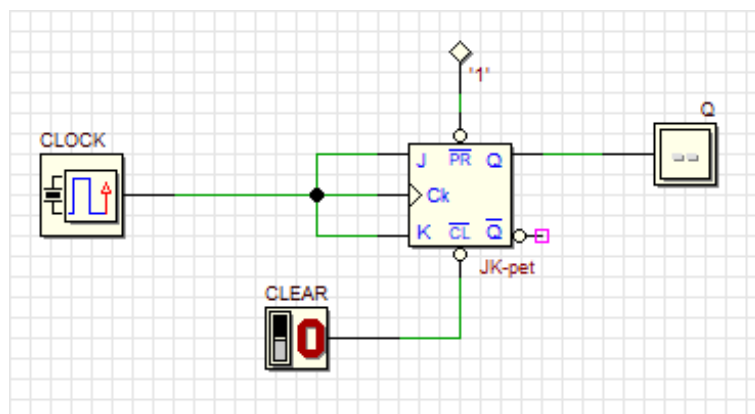 '1'
Q
CLOCK
J PR Q
Ck
K CL Q
JK-pet
CLEAR
0